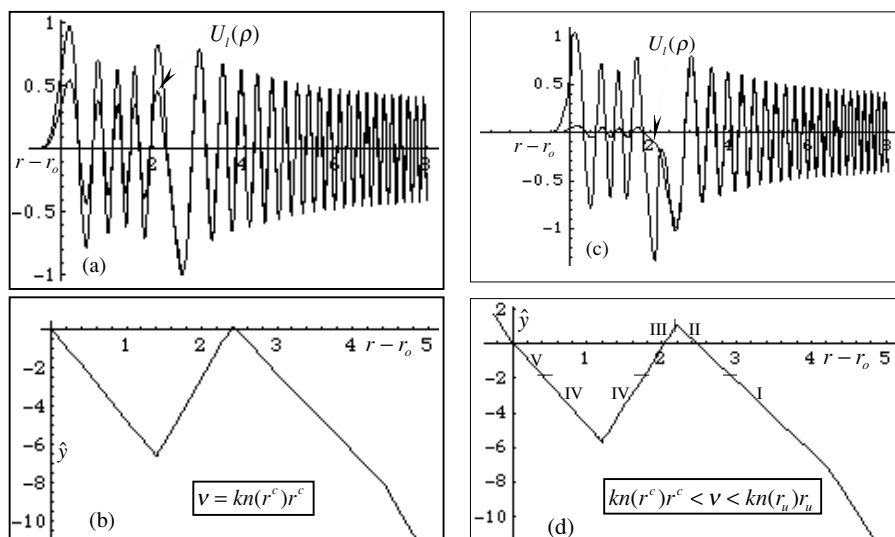 1
0.5
-0.5
-1
U_l(ρ)
r − r_o
2
4
6
8
(a)
1
0.5
-0.5
-1
U_l(ρ)
r − r_o
2
4
6
8
(c)
-2
-4
-6
-8
-10
1
2
3
4
r − r_o
5
ŷ
ν = kn(r^c)r^c
(b)
2
-2
-4
-6
-8
-10
ŷ
III
II
1
2
3
4
r − r_o
5
V
IV
IV
I
kn(r^c)r^c < ν < kn(r_u)r_u
(d)